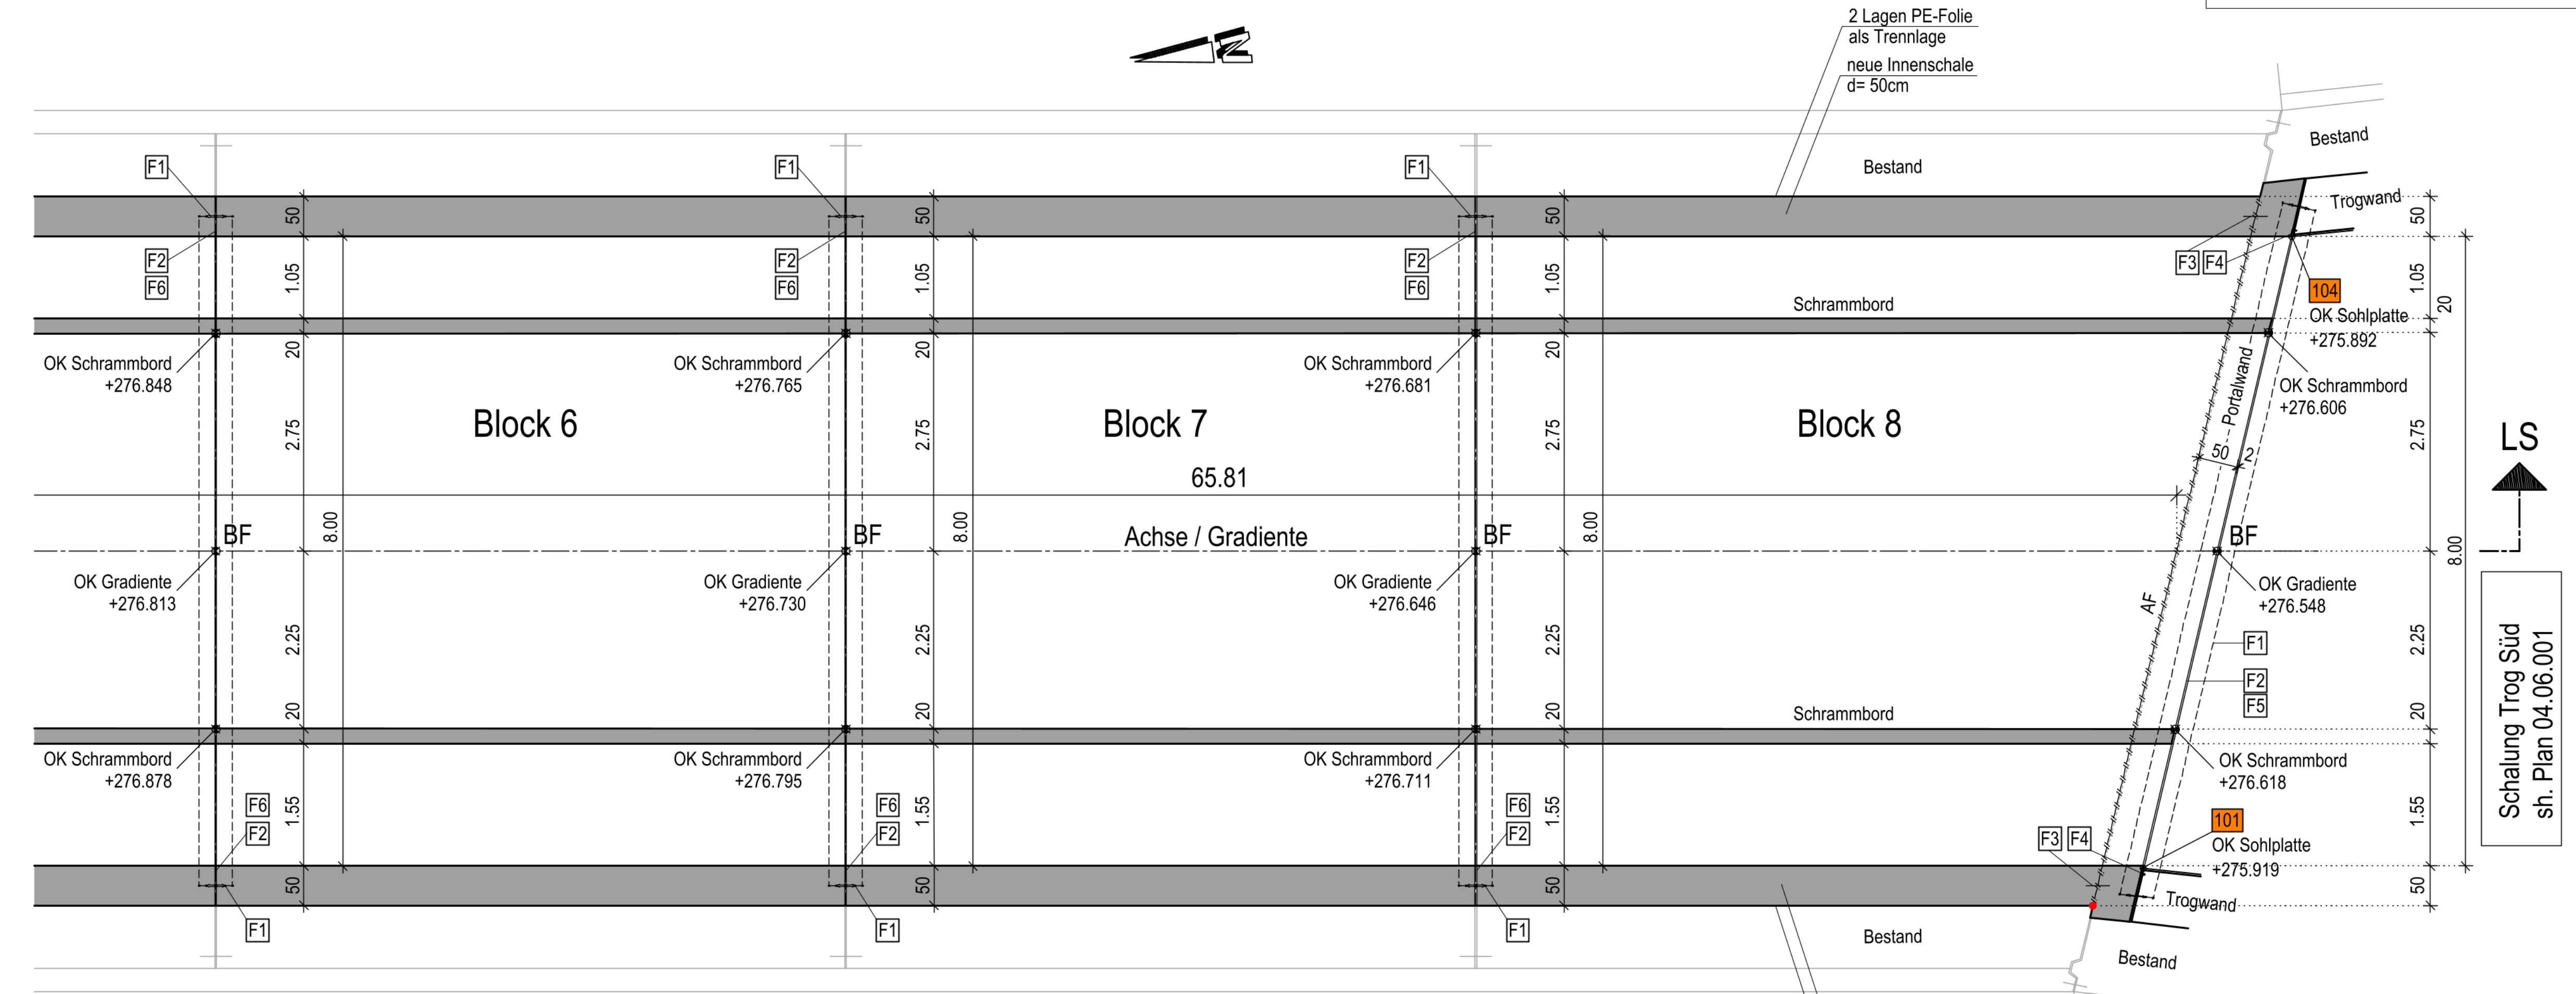 N
2 Lagen PE-Folie
als Trennlage
neue Innenschale
d= 50cm
Bestand
Bestand
Trogwand
F1
F1
F1
50
50
50
50
F2
F6
F2
F6
F2
F6
F3 F4
1.05
1.05
1.05
1.05
104
20
Schrammbord
OK Sohlplatte
+275.892
OK Schrammbord
+276.848
20
OK Schrammbord
+276.765
20
OK Schrammbord
+276.681
20
Portalwand
OK Schrammbord
+276.606
Block 6
Block 7
Block 8
2.75
2.75
2.75
2.75
LS
50
2
65.81
BF
8.00
BF
8.00
Achse / Gradiente
BF
8.00
BF
8.00
OK Gradiente
+276.813
OK Gradiente
+276.730
OK Gradiente
+276.646
OK Gradiente
+276.548
AF
2.25
2.25
2.25
2.25
F1
F2
F5
Schalung Trog Süd
sh. Plan 04.06.001
20
20
20
20
Schrammbord
OK Schrammbord
+276.878
OK Schrammbord
+276.795
OK Schrammbord
+276.711
OK Schrammbord
+276.618
F6
F2
1.55
F6
F2
1.55
F6
F2
1.55
1.55
101
F3 F4
OK Sohlplatte
+275.919
50
50
50
50
Trogwand
F1
F1
F1
Bestand
Bestand